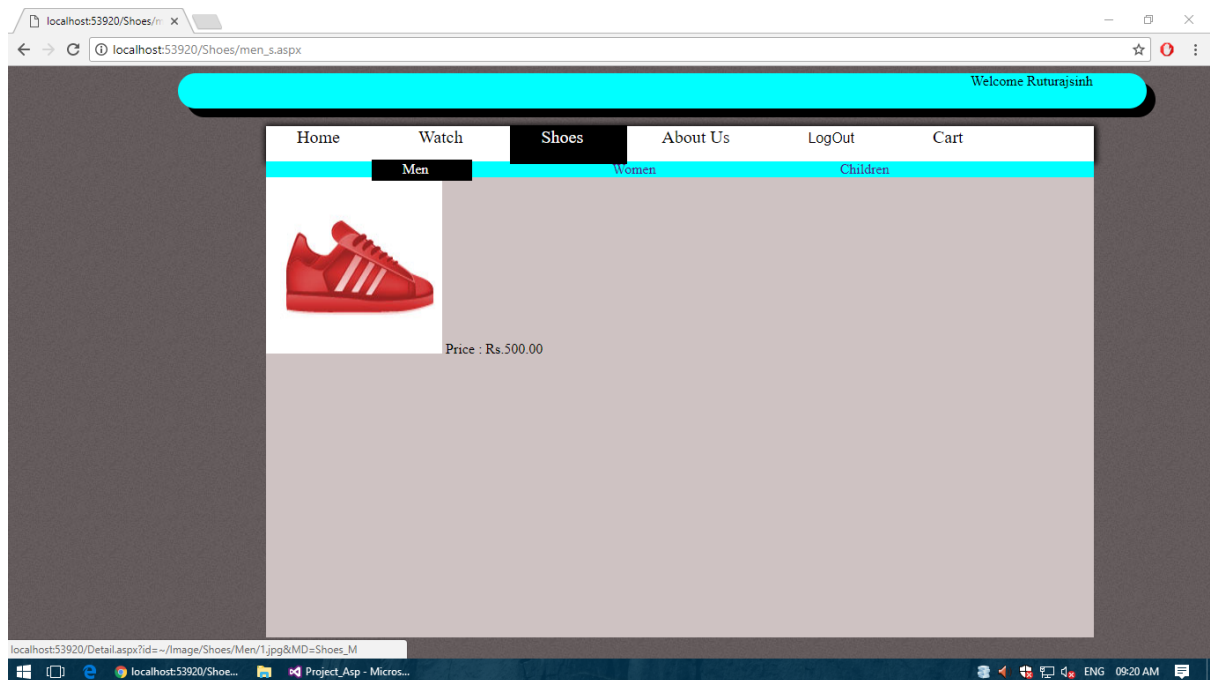 localhost:53920/Shoes/m
localhost:53920/Shoes/men_s.aspx
Welcome Ruturajsinh
Home Watch Shoes About Us LogOut Cart
Men Women Children
Price : Rs.500.00
localhost:53920/Detail.aspx?id=~/Image/Shoes/Men/1.jpg&MD=Shoes_M
localhost:53920/Shoe... Project_Asp - Micros... ENG 09:20 AM